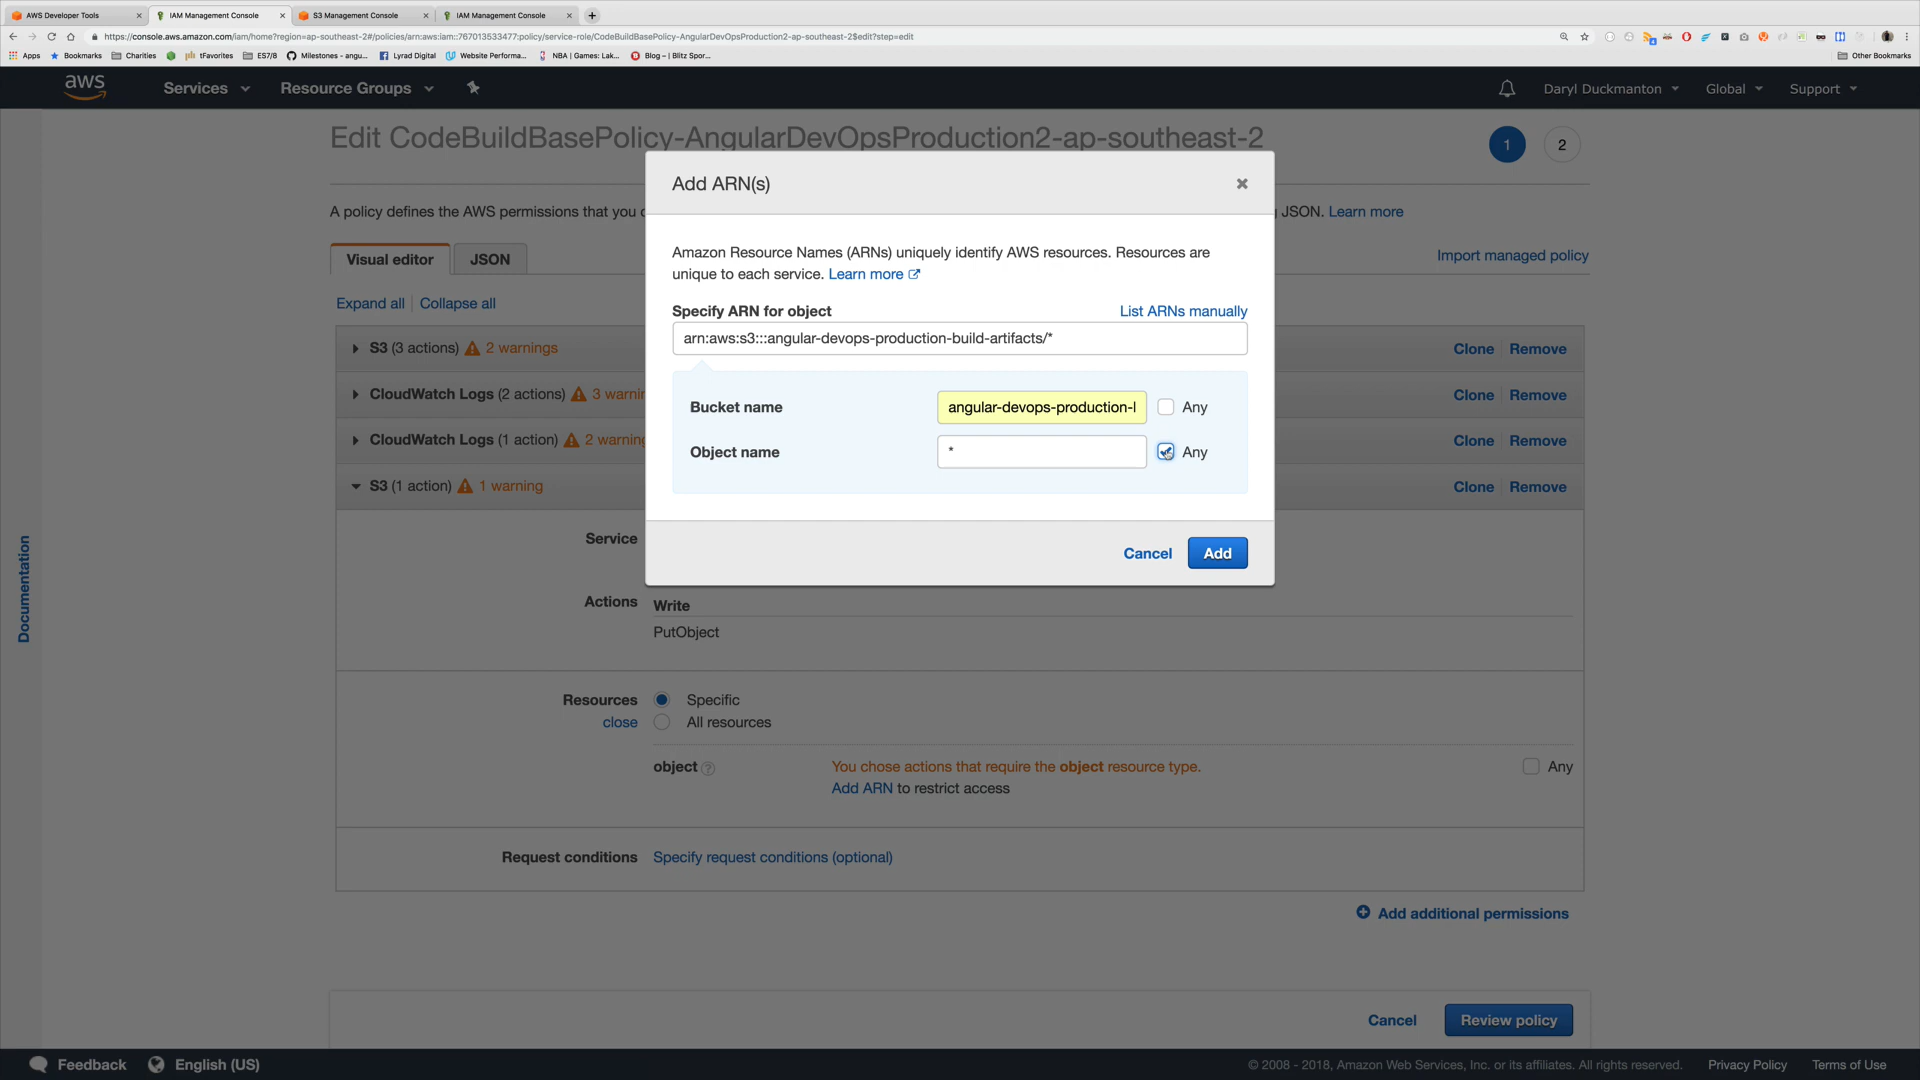 AWS Developer Tools
IAM Management Console
S3 Management Console
IAM Management Console
https://console.aws.amazon.com/iam/home?region=ap-southeast-2#/policies/arn:aws:iam::767013533477:policy/service-role/CodeBuildBasePolicy-AngularDevOpsProduction2-ap-southeast-2$edit?step=edit
Apps
Bookmarks
Charities
tFavorites
ES7/8
Milestones - angu...
Lyrad Digital
Website Performa...
NBA | Games: Lak...
Blog – | Blitz Spor...
Other Bookmarks
aws
Services
Resource Groups
Daryl Duckmanton
Global
Support
Edit CodeBuildBasePolicy-AngularDevOpsProduction2-ap-southeast-2
1
2
A policy defines the AWS permissions that you
JSON. Learn more
Visual editor
JSON
Import managed policy
Expand all
Collapse all
S3 (3 actions) 2 warnings
Clone
Remove
CloudWatch Logs (2 actions) 3 warnin
Clone
Remove
CloudWatch Logs (1 action) 2 warning
Clone
Remove
S3 (1 action) 1 warning
Clone
Remove
Add ARN(s)
Amazon Resource Names (ARNs) uniquely identify AWS resources. Resources are
unique to each service. Learn more
Specify ARN for object
List ARNs manually
arn:aws:s3:::angular-devops-production-build-artifacts/*
Bucket name
angular-devops-production-l
Any
Object name
*
Any
Cancel
Add
Documentation
Service
Actions
Write
PutObject
Resources
close
Specific
All resources
object
You chose actions that require the object resource type.
Add ARN to restrict access
Any
Request conditions
Specify request conditions (optional)
Add additional permissions
Cancel
Review policy
Feedback
English (US)
© 2008 - 2018, Amazon Web Services, Inc. or its affiliates. All rights reserved.
Privacy Policy
Terms of Use